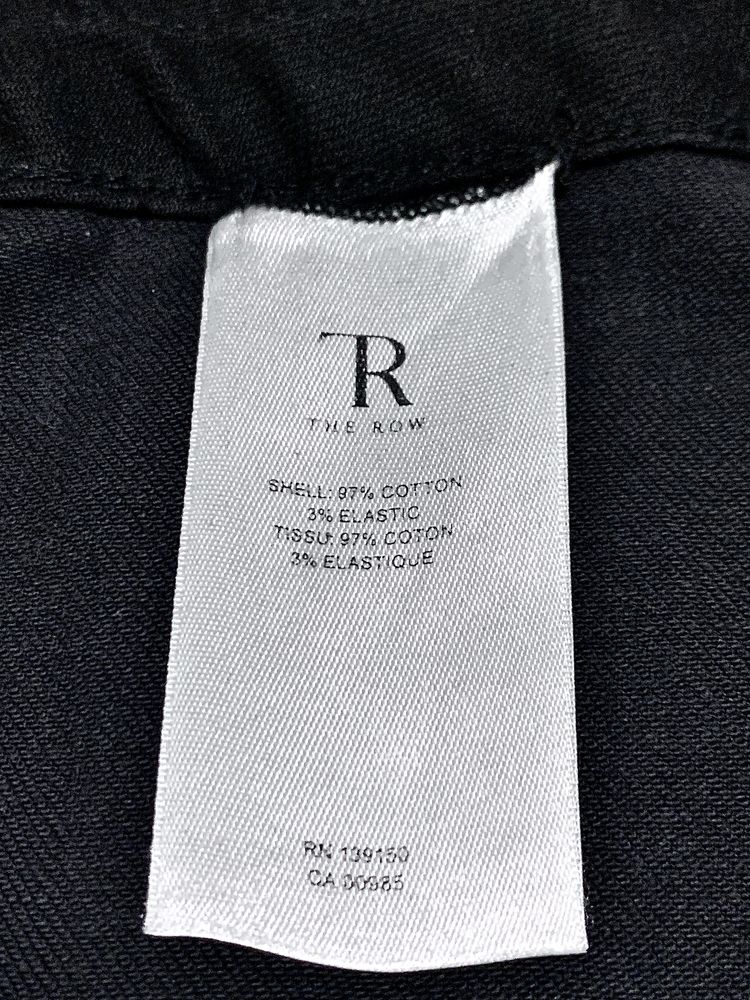 TR
THE ROW
SHELL: 97% COTTON
3% ELASTIC
TISSU: 97% COTON
3% ELASTIQUE
RN 139150
CA 00985